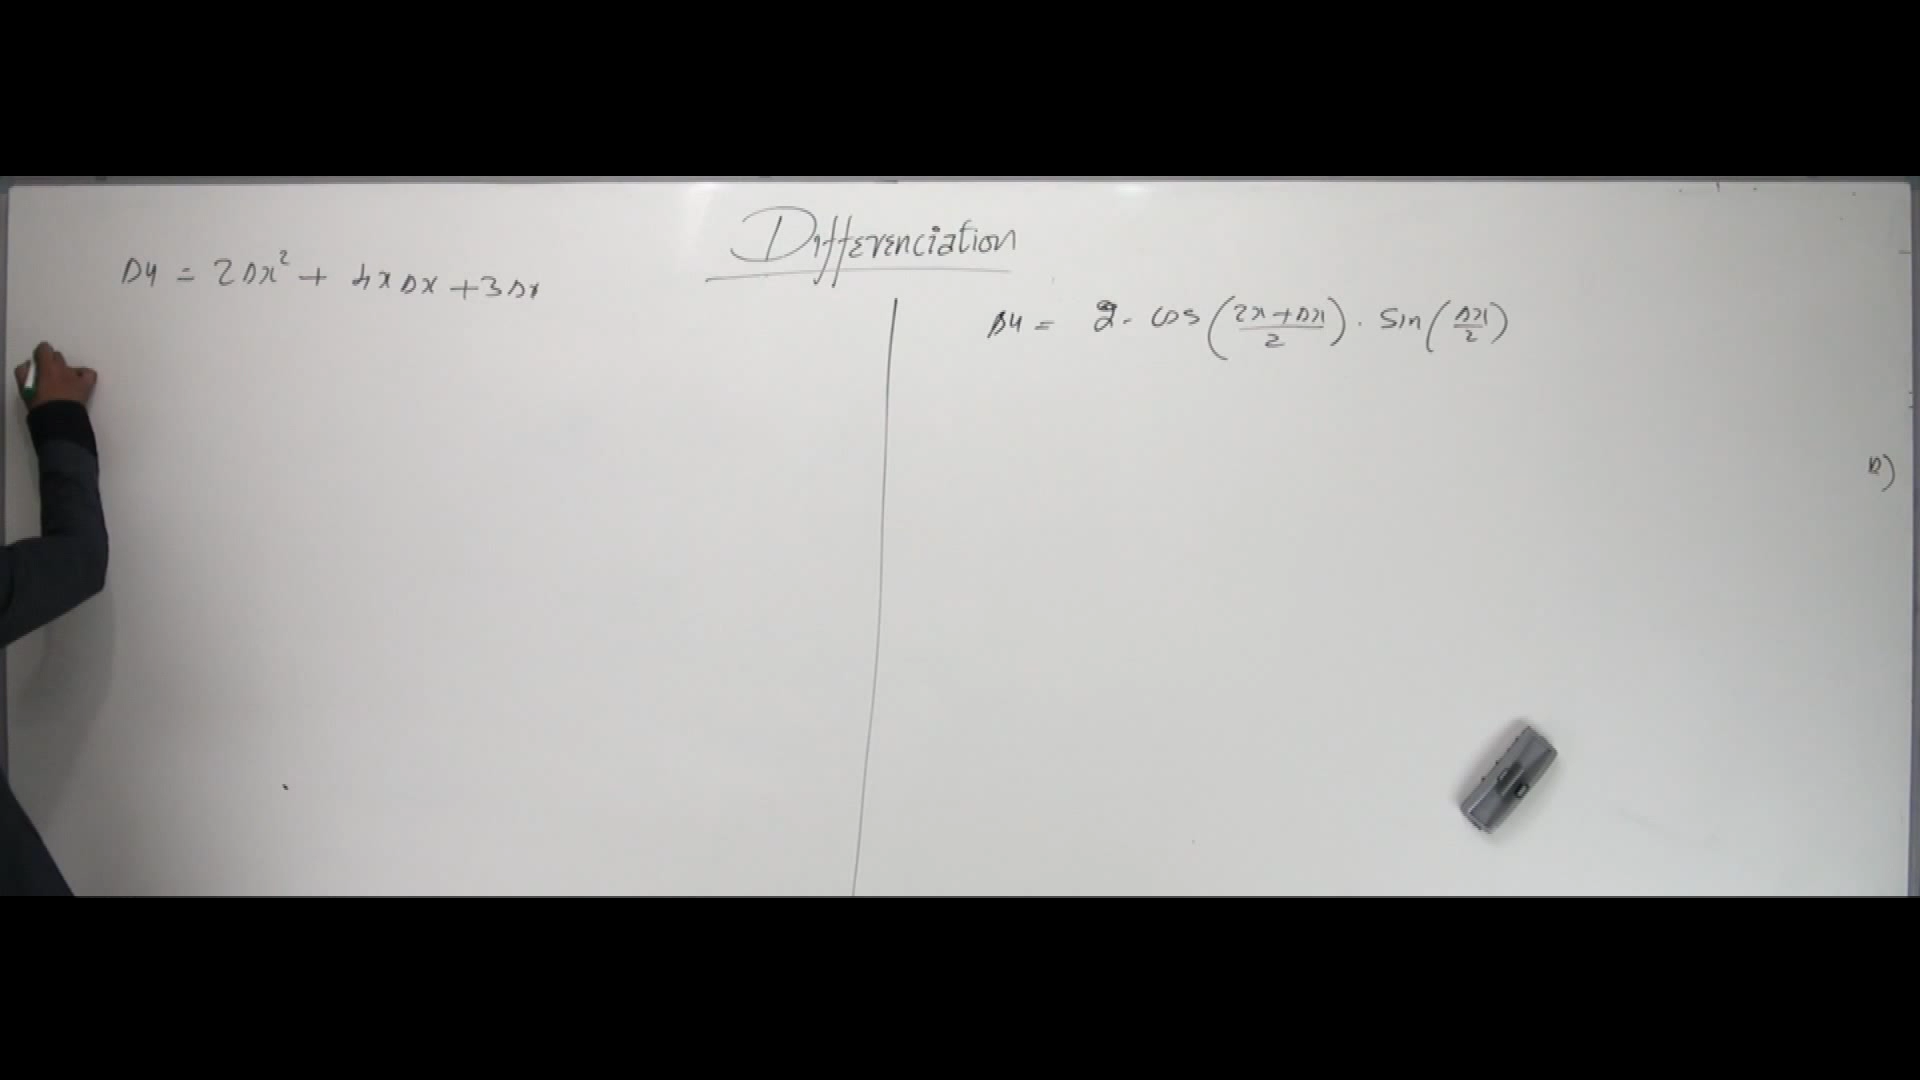 Differenciation
Δy = 2Δx² + 4xΔx + 3Δx
Δy = 2. cos(2x+Δx/2) . sin(Δx/2)